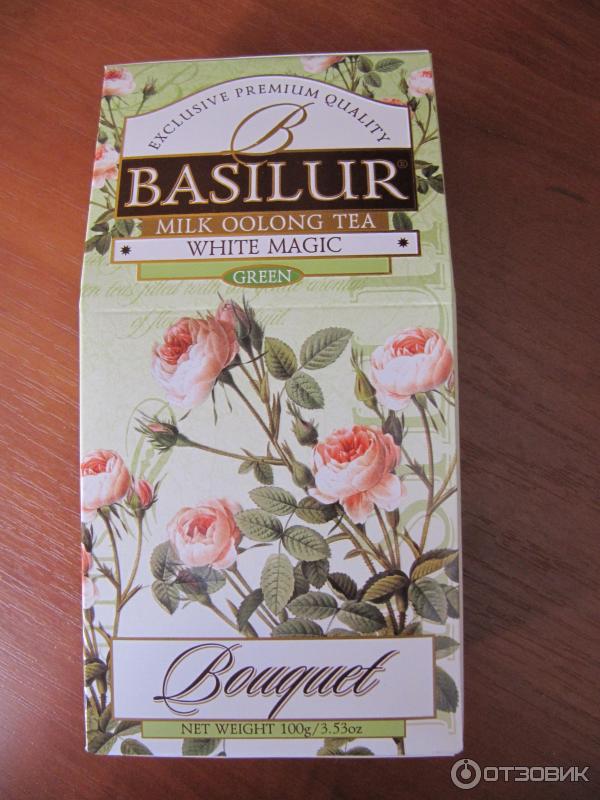 EXCLUSIVE PREMIUM QUALITY
B
BASILUR®
MILK OOLONG TEA
WHITE MAGIC
GREEN
Bouquet
NET WEIGHT 100g/3.53oz
ОТЗОВИК